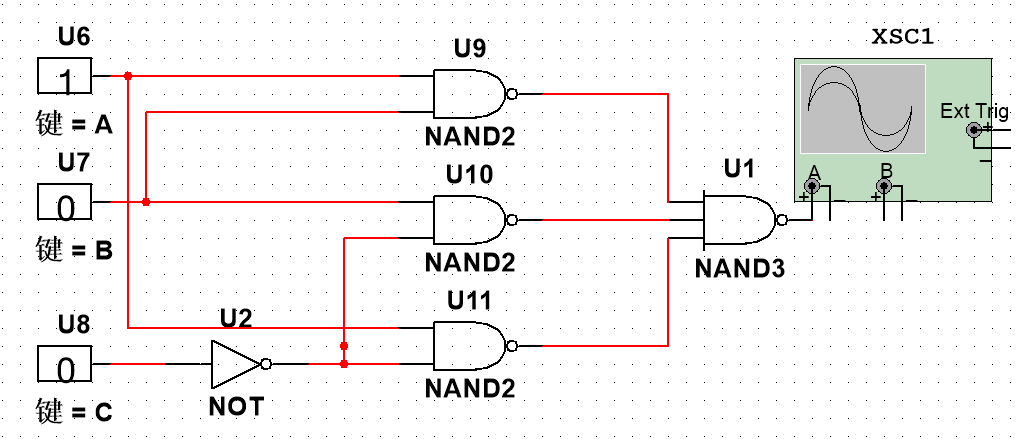 U6
1
键 = A
U7
0
键 = B
U8
0
键 = C
U2
NOT
U9
NAND2
U10
NAND2
U11
NAND2
U1
NAND3
XSC1
Ext Trig
+
_
A
B
+
_
+
_